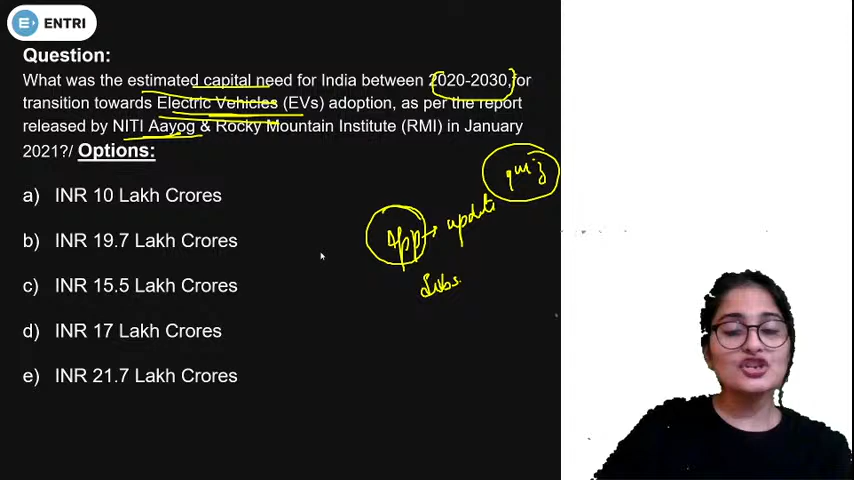 ENTRI
Question:
What was the estimated capital need for India between 2020-2030, for
transition towards Electric Vehicles (EVs) adoption, as per the report
released by NITI Aayog & Rocky Mountain Institute (RMI) in January
2021?/ Options:
quiz
a) INR 10 Lakh Crores
App → update
b) INR 19.7 Lakh Crores
Subs.
c) INR 15.5 Lakh Crores
d) INR 17 Lakh Crores
e) INR 21.7 Lakh Crores